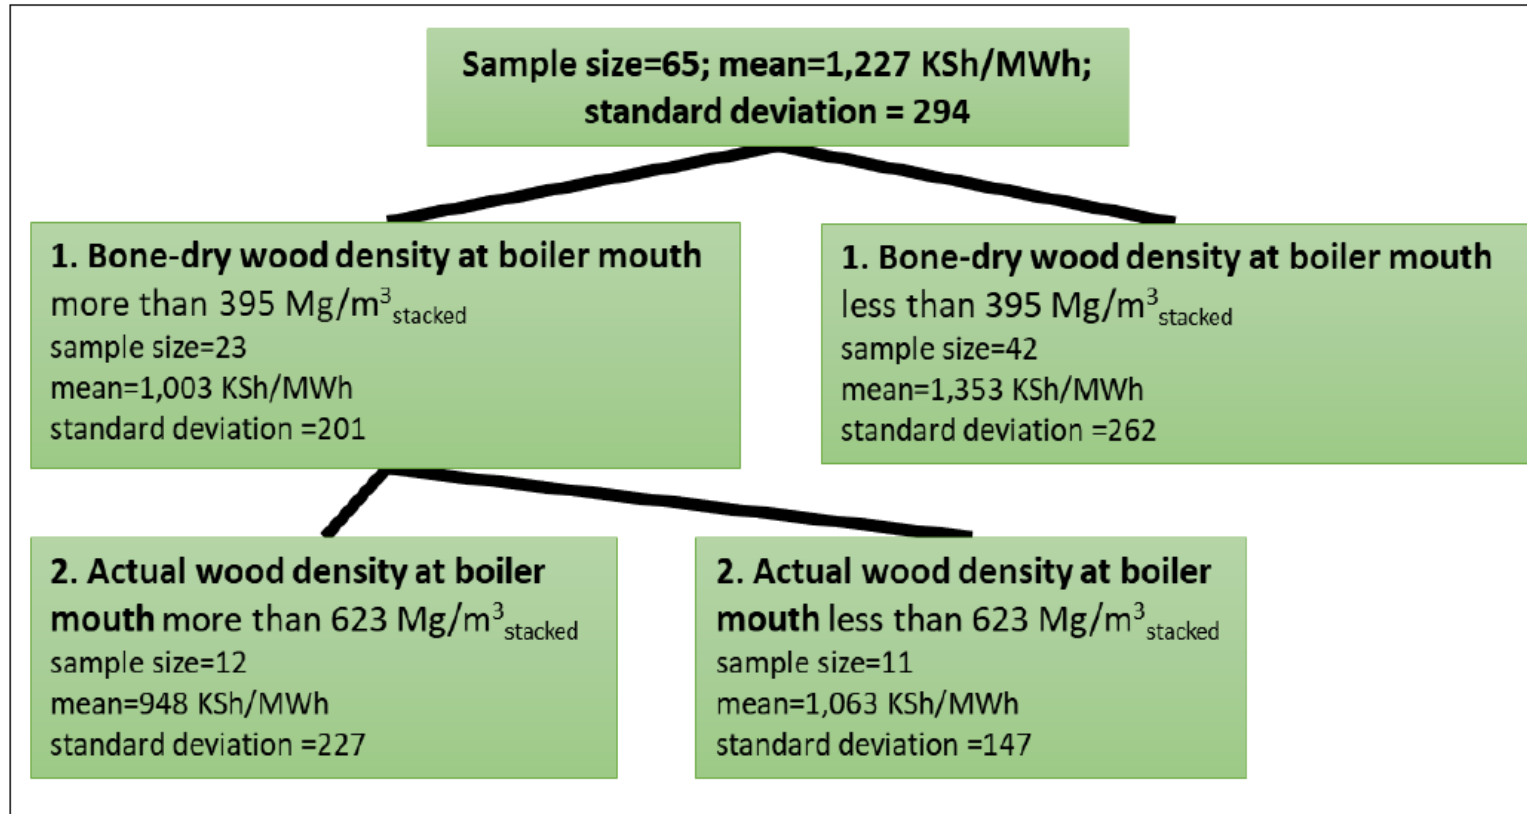 Sample size=65; mean=1,227 KSh/MWh;
standard deviation = 294
1. Bone-dry wood density at boiler mouth
more than 395 Mg/m³stacked
sample size=23
mean=1,003 KSh/MWh
standard deviation =201
1. Bone-dry wood density at boiler mouth
less than 395 Mg/m³stacked
sample size=42
mean=1,353 KSh/MWh
standard deviation =262
2. Actual wood density at boiler
mouth more than 623 Mg/m³stacked
sample size=12
mean=948 KSh/MWh
standard deviation =227
2. Actual wood density at boiler
mouth less than 623 Mg/m³stacked
sample size=11
mean=1,063 KSh/MWh
standard deviation =147